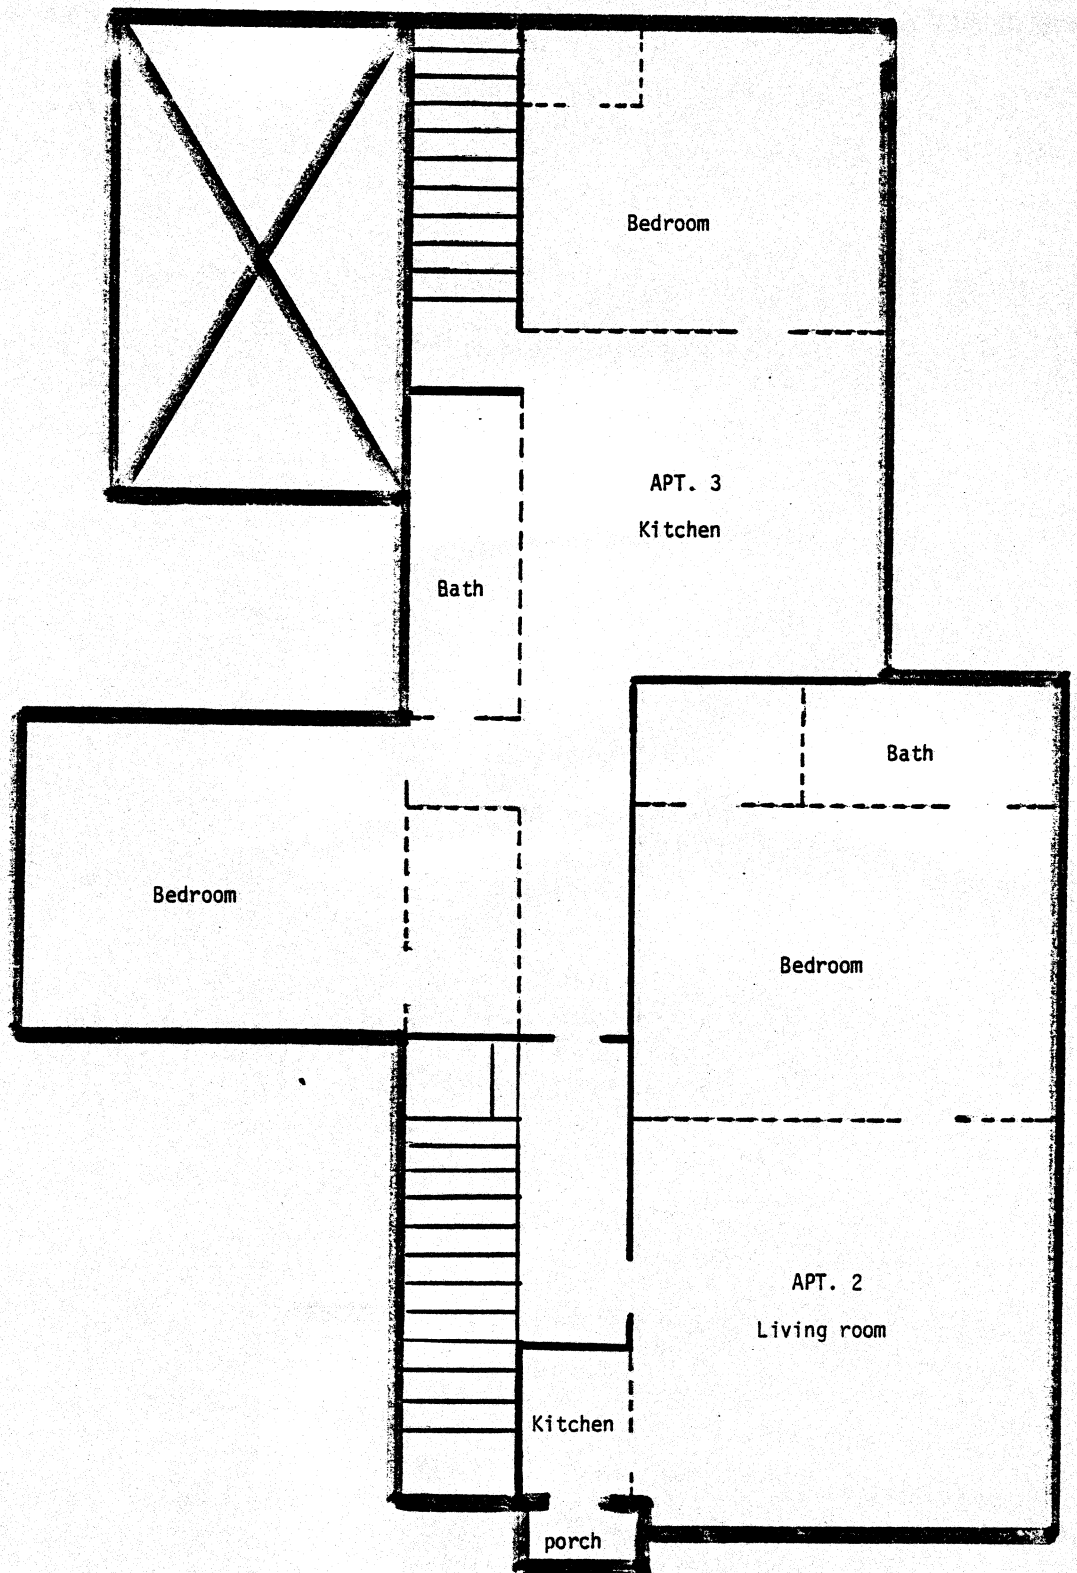 Bedroom
APT. 3
Kitchen
Bath
Bath
Bedroom
Bedroom
APT. 2
Living room
Kitchen
porch